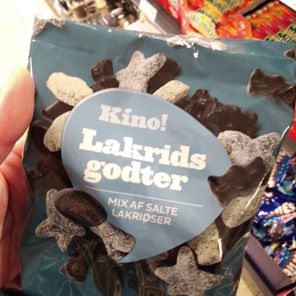 Kino!
Lakrids
godter
MIX AF SALTE
LAKRIDSER